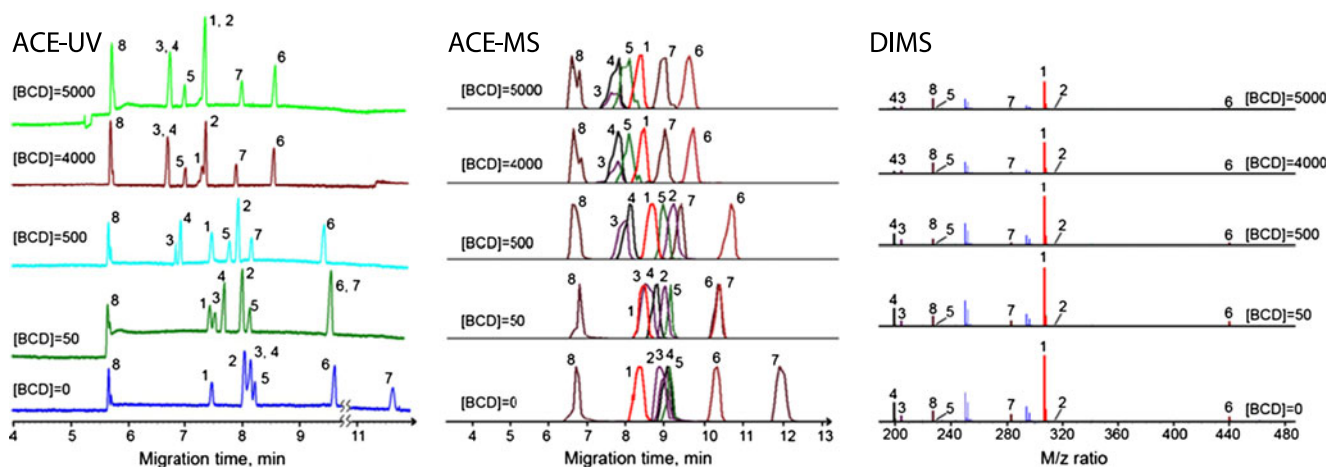 ACE-UV
[BCD]=5000 8 3, 4 5 1, 2 7 6
[BCD]=4000 8 3, 4 5 1 2 7 6
[BCD]=500 8 3 4 1 5 2 7 6
[BCD]=50 8 1 3 4 2 5 6, 7
[BCD]=0 8 1 2 3, 4 5 6 7
4 5 6 7 8 9 11
Migration time, min
ACE-MS
[BCD]=5000 8 3 4 5 1 7 6
[BCD]=4000 8 3 4 5 1 7 6
[BCD]=500 8 3 4 1 5 2 7 6
[BCD]=50 8 1 3 4 2 5 6 7
[BCD]=0 8 1 2 3 4 5 6 7
4 5 6 7 8 9 10 11 12 13
Migration time, min
DIMS
43 8 5 7 1 2 6 [BCD]=5000
43 8 5 7 1 2 6 [BCD]=4000
4 3 8 5 7 1 2 6 [BCD]=500
4 3 8 5 7 1 2 6 [BCD]=50
4 3 8 5 7 1 2 6 [BCD]=0
200 240 280 320 360 400 440 480
M/z ratio